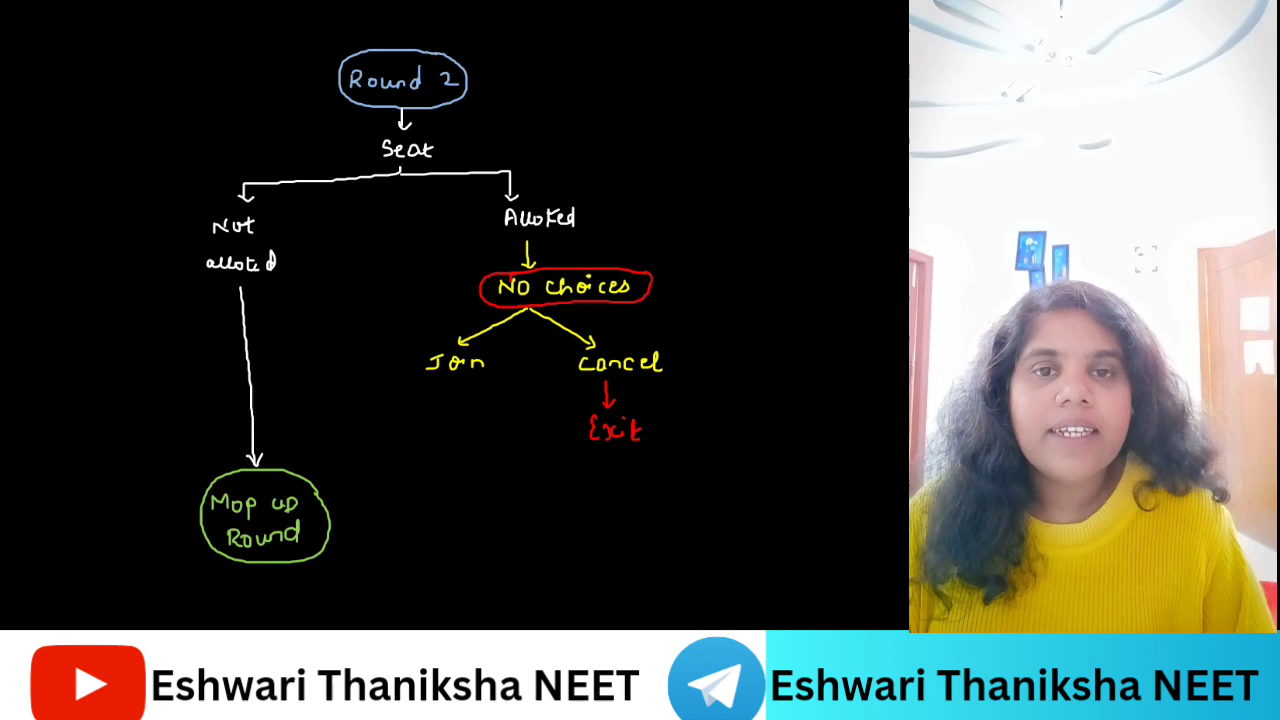 Round 2
Seat
Not
alloted
Alloted
NO choices
Join
Cancel
Exit
Mop up
Round
Eshwari Thaniksha NEET
Eshwari Thaniksha NEET